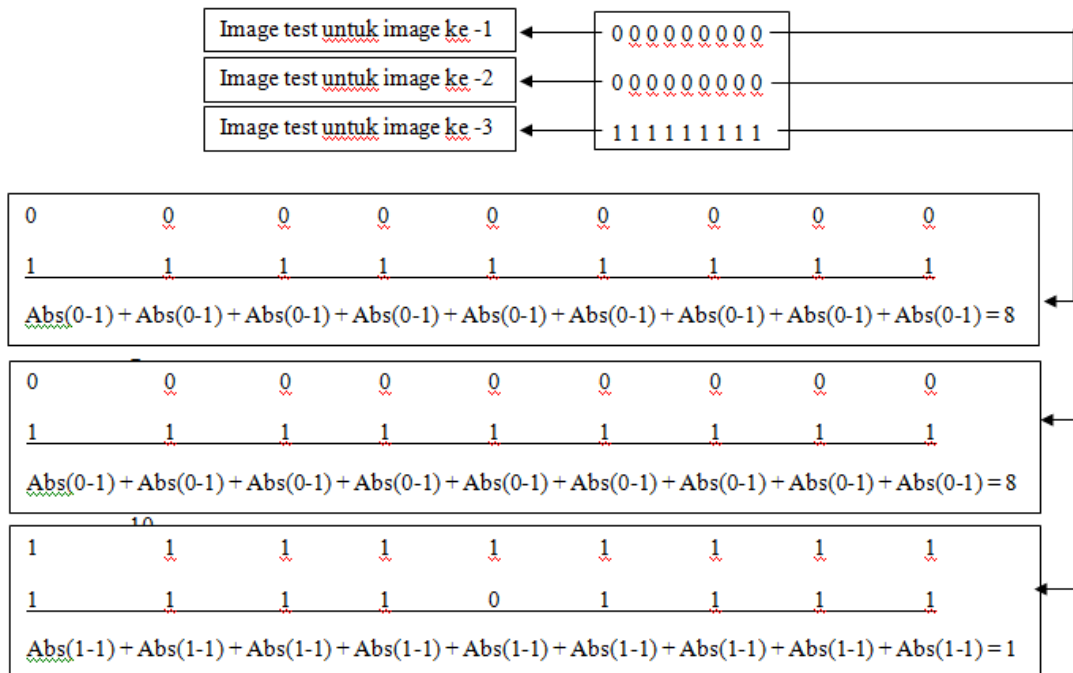 Image test untuk image ke -1 0 0 0 0 0 0 0 0 0
Image test untuk image ke -2 0 0 0 0 0 0 0 0 0
Image test untuk image ke -3 1 1 1 1 1 1 1 1 1
0 0 0 0 0 0 0 0 0
1 1 1 1 1 1 1 1 1
Abs(0-1) + Abs(0-1) + Abs(0-1) + Abs(0-1) + Abs(0-1) + Abs(0-1) + Abs(0-1) + Abs(0-1) + Abs(0-1) = 8
0 0 0 0 0 0 0 0 0
1 1 1 1 1 1 1 1 1
Abs(0-1) + Abs(0-1) + Abs(0-1) + Abs(0-1) + Abs(0-1) + Abs(0-1) + Abs(0-1) + Abs(0-1) + Abs(0-1) = 8
1 1 1 1 1 1 1 1 1
1 1 1 1 0 1 1 1 1
Abs(1-1) + Abs(1-1) + Abs(1-1) + Abs(1-1) + Abs(1-1) + Abs(1-1) + Abs(1-1) + Abs(1-1) + Abs(1-1) = 1